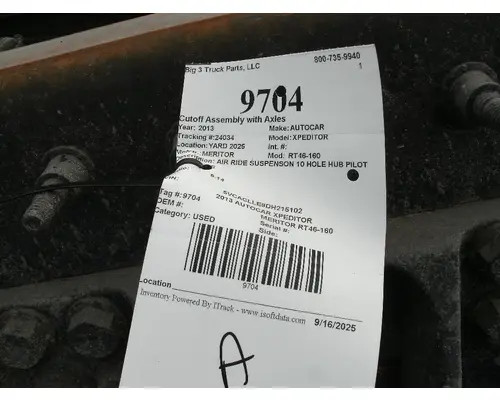 Big 3 Truck Parts, LLC 800-735-9940
1
9704
Cutoff Assembly with Axles
Year: 2013 Make: AUTOCAR
Tracking #:24034 Model: XPEDITOR
Location: YARD 2025 int. #:
MERITOR Mod: RT46-160
AIR RIDE SUSPENSON 10 HOLE HUB PILOT
5VCACLLE8DH215102
Tag #:9704 2013 AUTOCAR XPEDITOR
OEM #: MERITOR RT46-160
Serial #:
Category: USED Side:
9704
Location
Inventory Powered By ITrack - www.isoftdata.com 9/16/2025
A